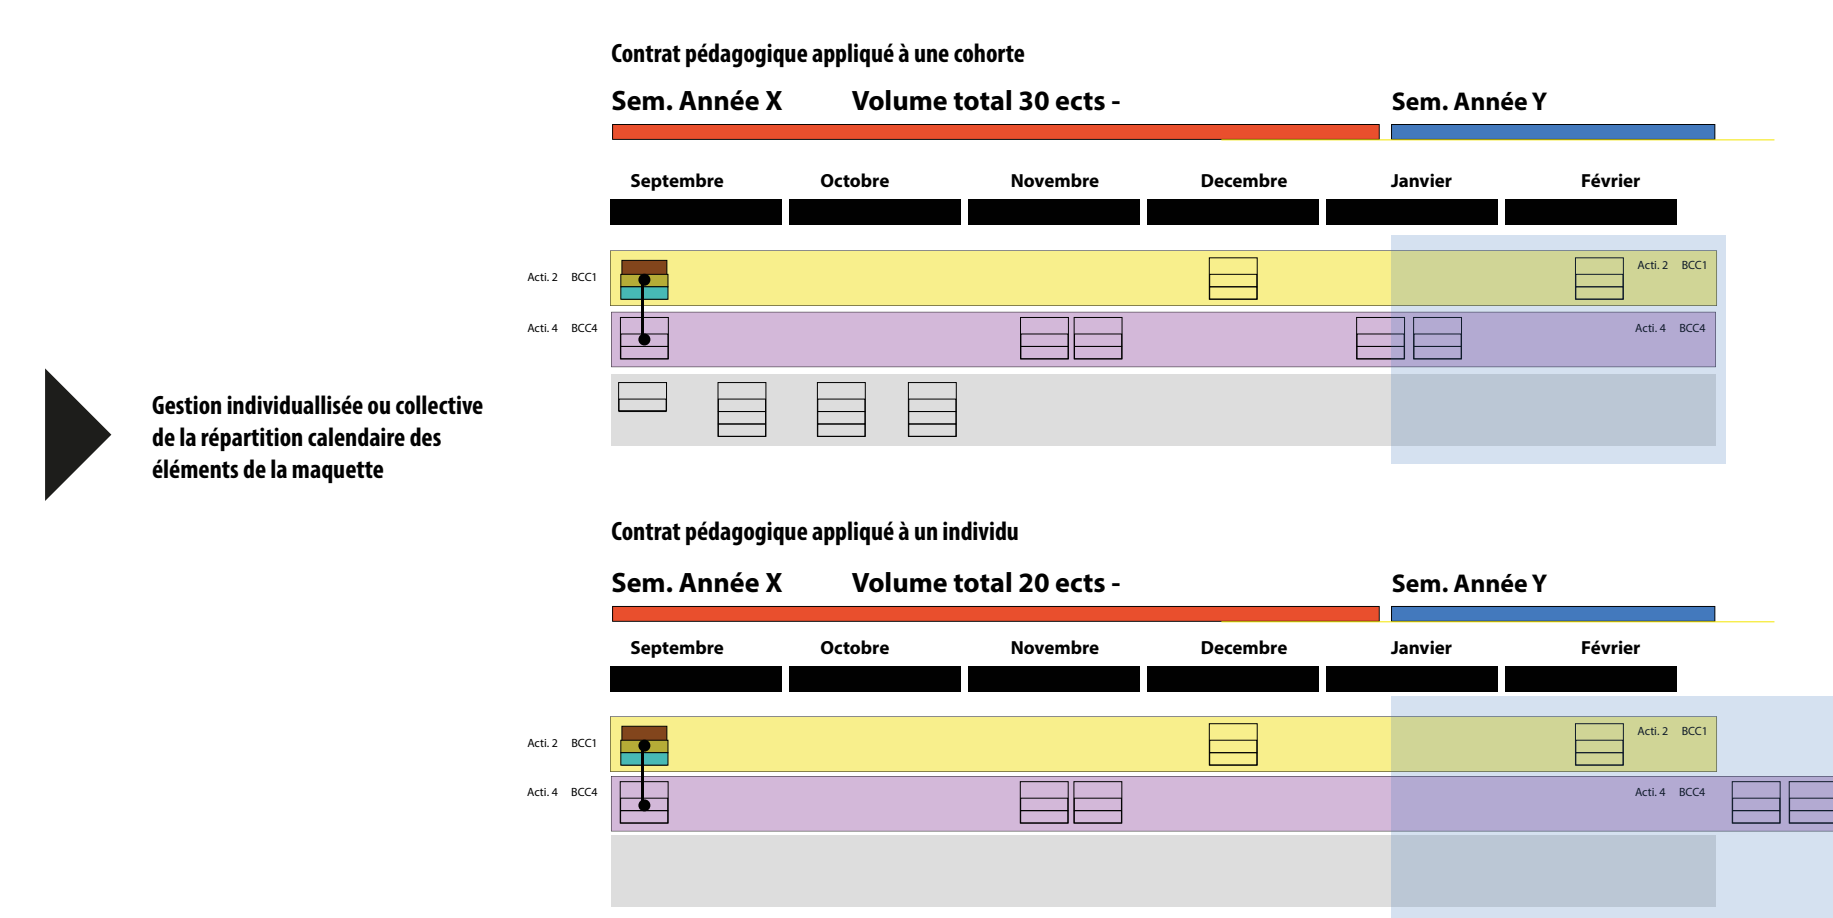 Contrat pédagogique appliqué à une cohorte
Sem. Année X Volume total 30 ects - Sem. Année Y
Septembre Octobre Novembre Decembre Janvier Février
Acti. 2 BCC1 Acti. 2 BCC1
Acti. 4 BCC4 Acti. 4 BCC4
Gestion individuallisée ou collective
de la répartition calendaire des
éléments de la maquette
Contrat pédagogique appliqué à un individu
Sem. Année X Volume total 20 ects - Sem. Année Y
Septembre Octobre Novembre Decembre Janvier Février
Acti. 2 BCC1 Acti. 2 BCC1
Acti. 4 BCC4 Acti. 4 BCC4